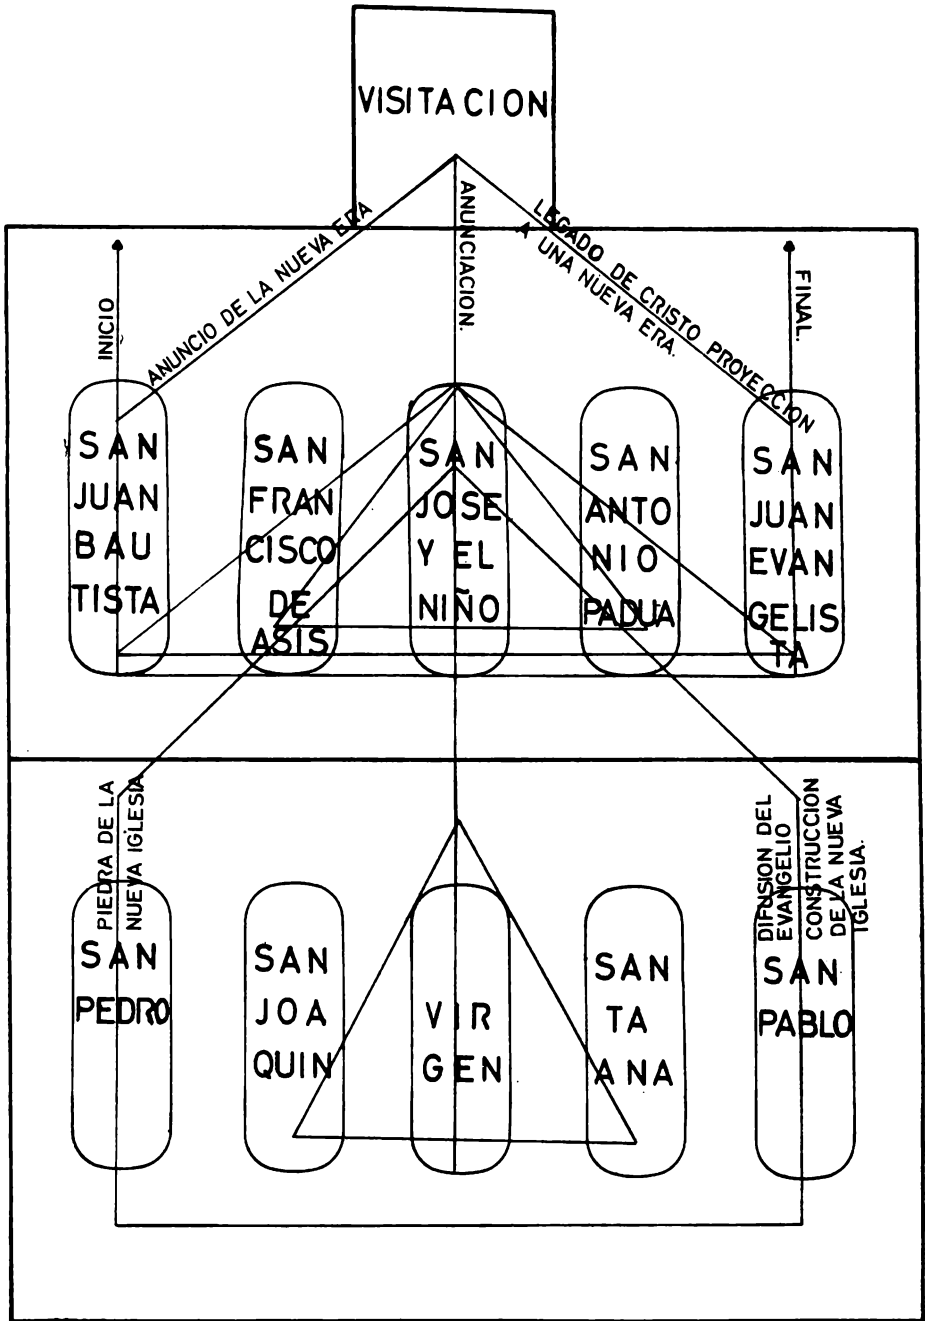 VISITACION
ANUNCIO DE LA NUEVA ERA
ANUNCIACION.
LEGADO DE CRISTO PROYECCION
A UNA NUEVA ERA.
INICIO
FINAL.
SAN
JUAN
BAU
TISTA
SAN
FRAN
CISCO
DE
ASIS
SAN
JOSE
Y EL
NIÑO
SAN
ANTO
NIO
PADUA
SAN
JUAN
EVAN
GELIS
TA
PIEDRA DE LA
NUEVA IGLESIA
DIFUSION DEL
EVANGELIO
CONSTRUCCION
DE LA NUEVA
IGLESIA.
SAN
PEDRO
SAN
JOA
QUIN
VIR
GEN
SAN
TA
ANA
SAN
PABLO